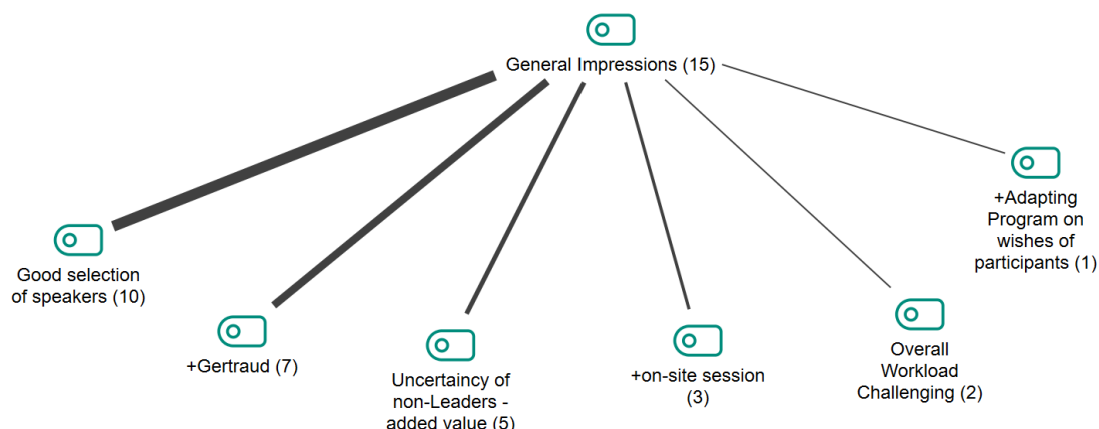 General Impressions (15)
Good selection
of speakers (10)
+Gertraud (7)
Uncertaincy of
non-Leaders -
added value (5)
+on-site session
(3)
Overall
Workload
Challenging (2)
+Adapting
Program on
wishes of
participants (1)